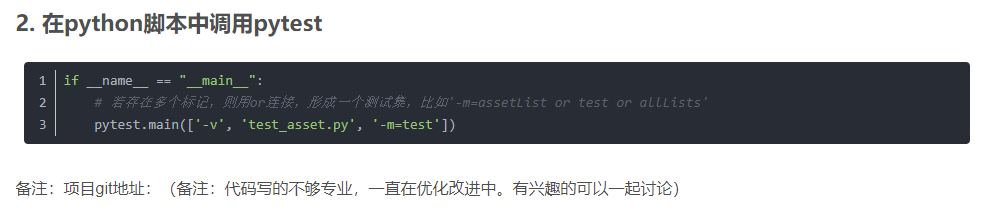 2. 在python脚本中调用pytest
1 if __name__ == "__main__":
2 # 若存在多个标记，则用or连接，形成一个测试集，比如'-m=assetList or test or allLists'
3 pytest.main(['-v', 'test_asset.py', '-m=test'])
备注：项目git地址：（备注：代码写的不够专业，一直在优化改进中。有兴趣的可以一起讨论）